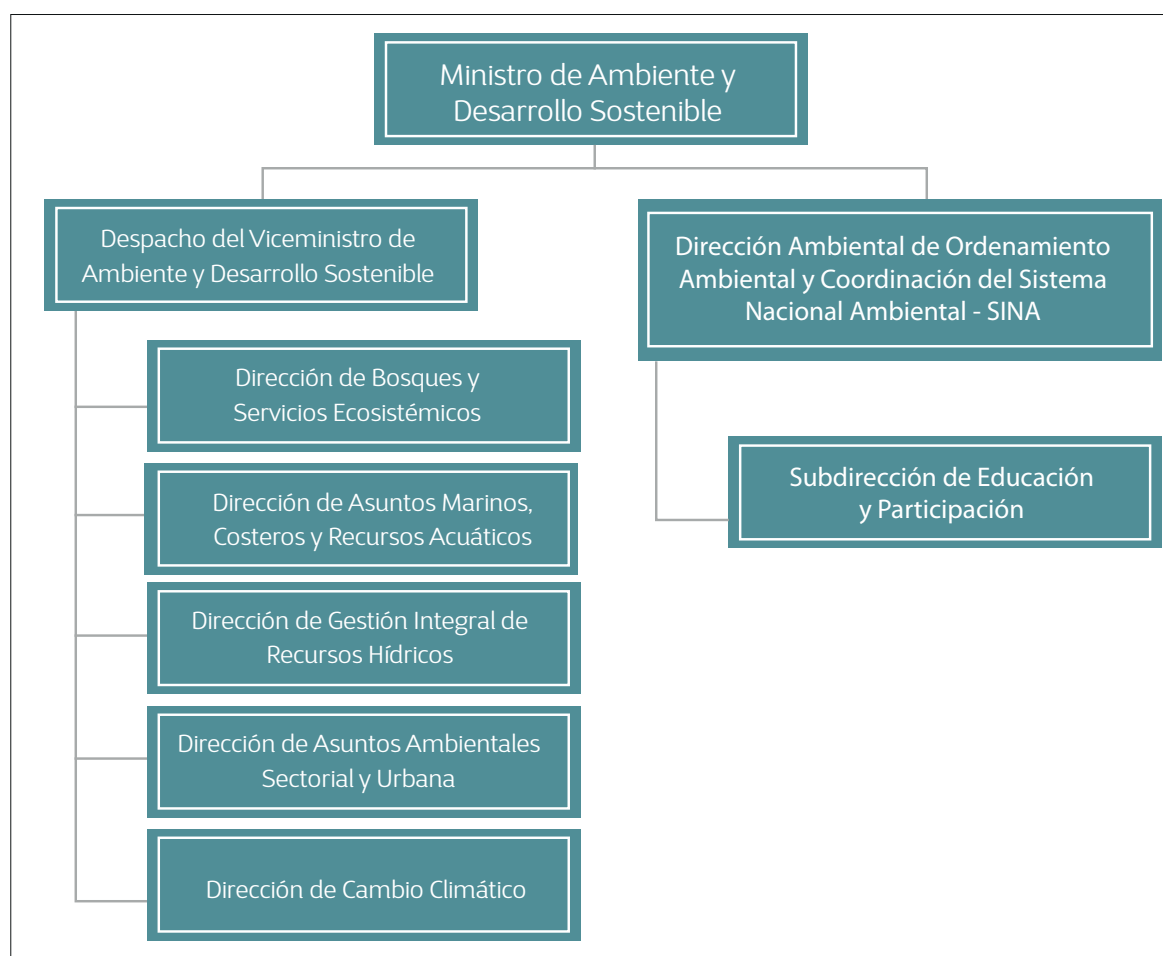 Ministro de Ambiente y
Desarrollo Sostenible
Despacho del Viceministro de
Ambiente y Desarrollo Sostenible
Dirección de Bosques y
Servicios Ecosistémicos
Dirección de Asuntos Marinos,
Costeros y Recursos Acuáticos
Dirección de Gestión Integral de
Recursos Hídricos
Dirección de Asuntos Ambientales
Sectorial y Urbana
Dirección de Cambio Climático
Dirección Ambiental de Ordenamiento
Ambiental y Coordinación del Sistema
Nacional Ambiental - SINA
Subdirección de Educación
y Participación